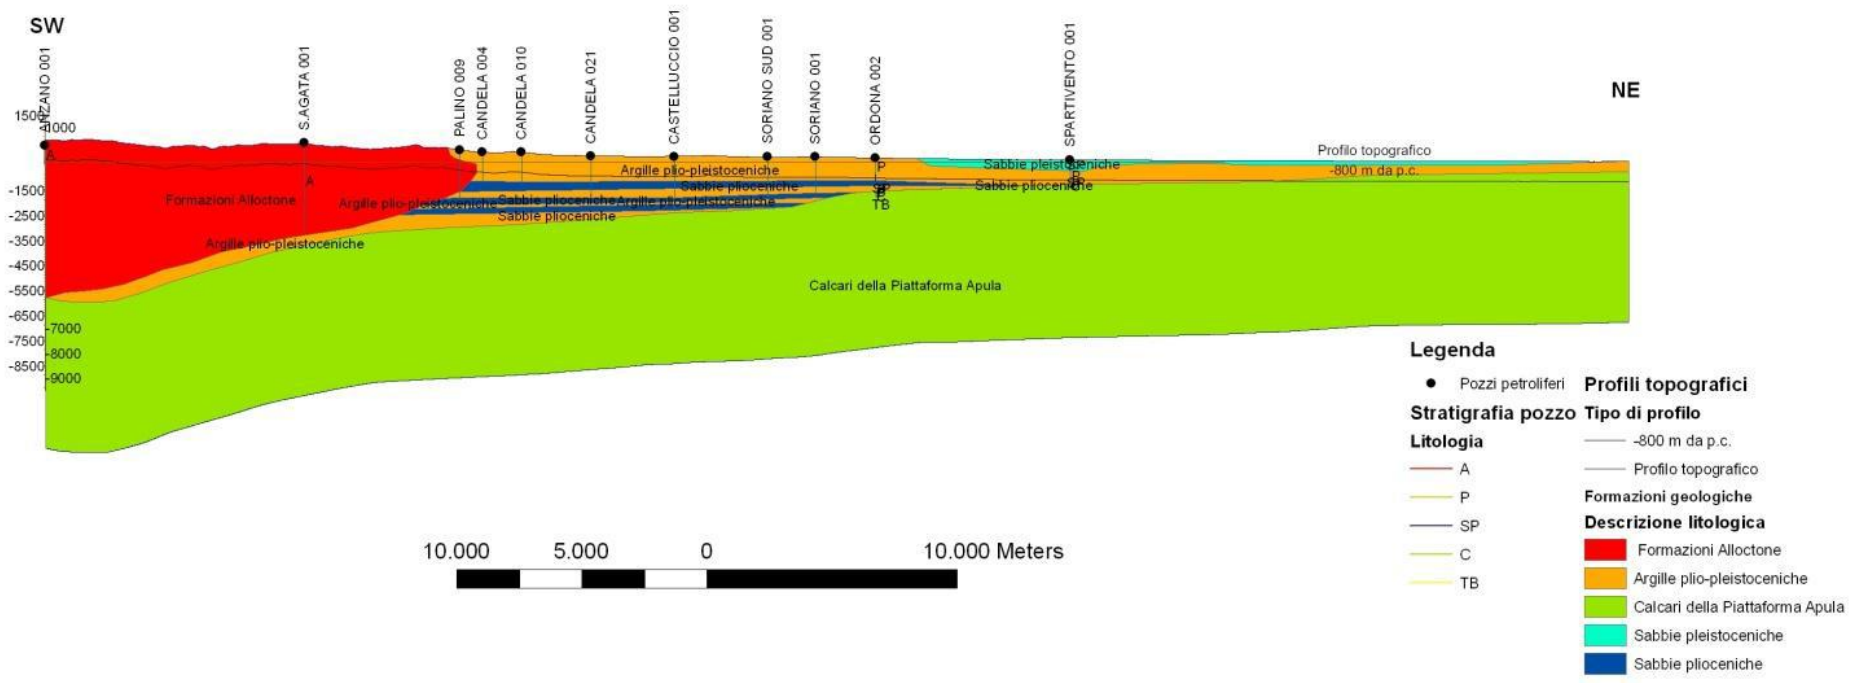 SW
NE
ANZANO 001
S.AGATA 001
PALINO 009
CANDELA 004
CANDELA 010
CANDELA 021
CASTELLUCCIO 001
SORIANO SUD 001
SORIANO 001
ORDONA 002
SPARTIVENTO 001
1500
1000
-1500
-2500
-3500
-4500
-5500
-6500
-7000
-7500
-8000
-8500
-9000
A
A
P
SP
TB
Profilo topografico
-800 m da p.c.
Sabbie pleistoceniche
Argille plio-pleistoceniche
Sabbie plioceniche
Sabbie plioceniche
Formazioni Alloctone
Argille plio-pleistoceniche
Sabbie plioceniche
Argille plio-pleistoceniche
Sabbie plioceniche
Argille plio-pleistoceniche
Calcari della Piattaforma Apula
10.000 5.000 0 10.000 Meters
Legenda
Pozzi petroliferi
Stratigrafia pozzo
Litologia
A
P
SP
C
TB
Profili topografici
Tipo di profilo
-800 m da p.c.
Profilo topografico
Formazioni geologiche
Descrizione litologica
Formazioni Alloctone
Argille plio-pleistoceniche
Calcari della Piattaforma Apula
Sabbie pleistoceniche
Sabbie plioceniche